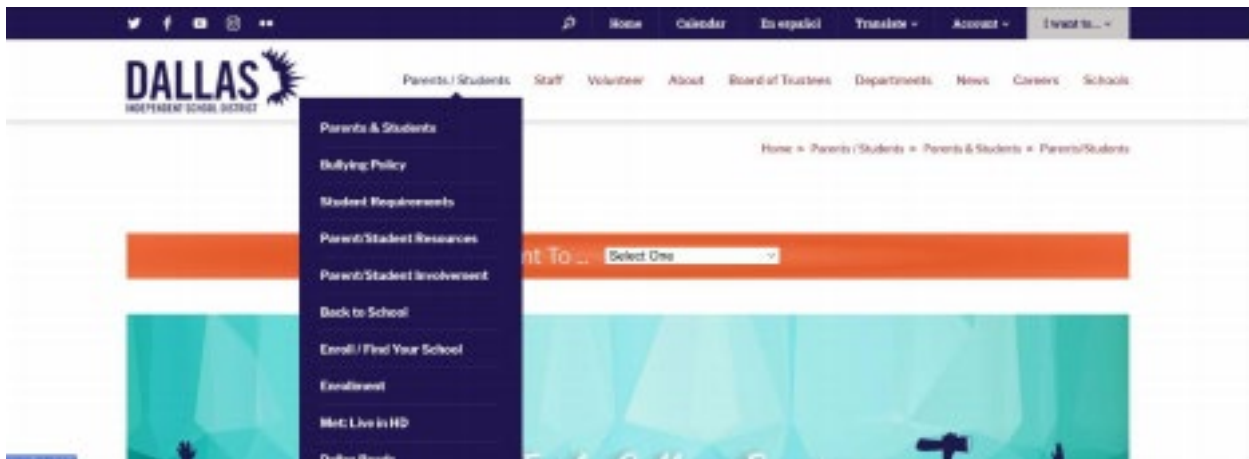 Home Calendar En español Translate Account I want to...
DALLAS
INDEPENDENT SCHOOL DISTRICT
Parents / Students Staff Volunteer About Board of Trustees Departments News Careers Schools
Home » Parents / Students » Parents & Students » Parents/Students
Parents & Students
Bullying Policy
Student Requirements
Parent/Student Resources
Parent/Student Involvement
Back to School
Enroll / Find Your School
Enrollment
Met: Live in HD
nt To ... Select One